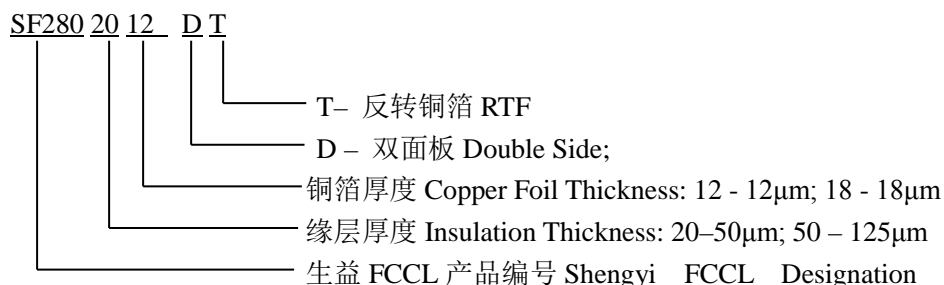 SF280 20 12 D T
T– 反转铜箔 RTF
D – 双面板 Double Side;
铜箔厚度 Copper Foil Thickness: 12 - 12μm; 18 - 18μm
缘层厚度 Insulation Thickness: 20–50μm; 50 – 125μm
生益 FCCL 产品编号 Shengyi FCCL Designation